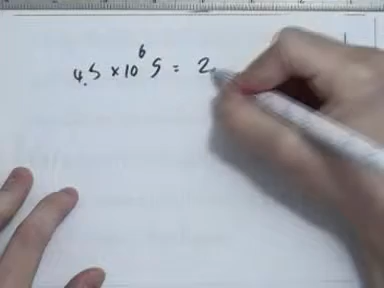 4.5 × 10⁶ s = 2